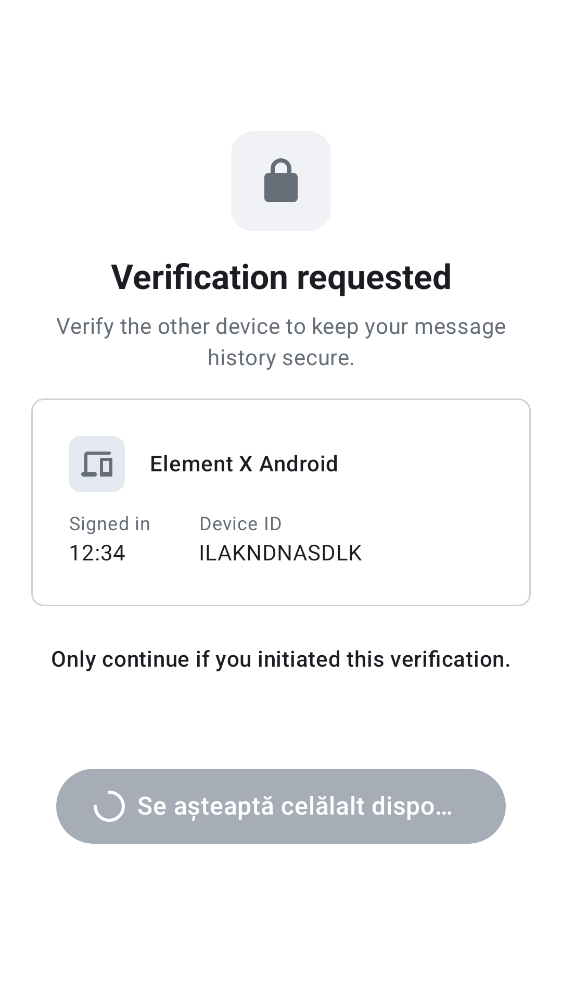 Verification requested
Verify the other device to keep your message
history secure.
Element X Android
Signed in
Device ID
12:34
ILAKNDNASDLK
Only continue if you initiated this verification.
Se așteaptă celălalt dispo…